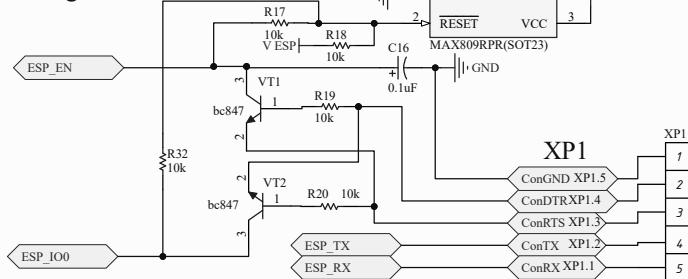 R17
10k
R18
10k
V ESP
2
RESET
VCC
3
MAX809RPR(SOT23)
C16
+
0.1uF
GND
ESP_EN
3
VT1
1
bc847
2
R19
10k
R32
10k
2
VT2
1
bc847
3
R20
10k
ESP_IO0
XP1
XP1
ConGND XP1.5
1
ConDTR XP1.4
2
ConRTS XP1.3
3
ESP_TX
ConTX XP1.2
4
ESP_RX
ConRX XP1.1
5